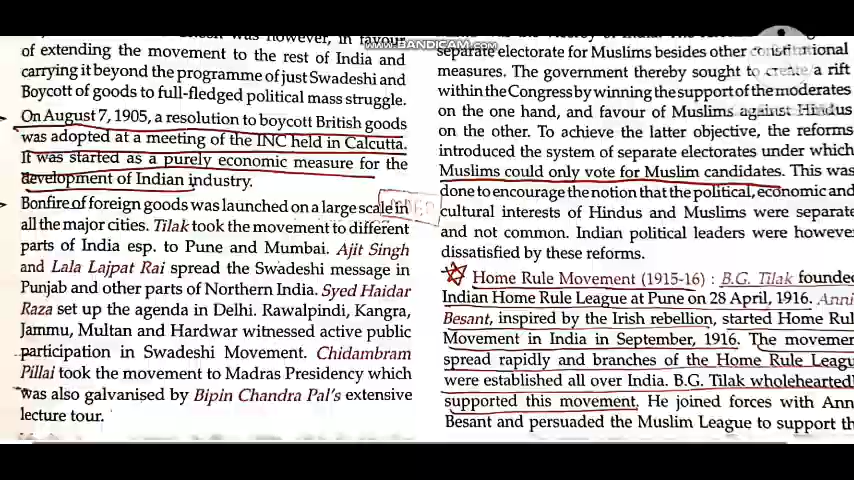 was however, in favour
of extending the movement to the rest of India and
carrying it beyond the programme of just Swadeshi and
Boycott of goods to full-fledged political mass struggle.
On August 7, 1905, a resolution to boycott British goods
was adopted at a meeting of the INC held in Calcutta.
It was started as a purely economic measure for the
development of Indian industry.
Bonfire of foreign goods was launched on a large scale in
all the major cities. Tilak took the movement to different
parts of India esp. to Pune and Mumbai. Ajit Singh
and Lala Lajpat Rai spread the Swadeshi message in
Punjab and other parts of Northern India. Syed Haidar
Raza set up the agenda in Delhi. Rawalpindi, Kangra,
Jammu, Multan and Hardwar witnessed active public
participation in Swadeshi Movement. Chidambram
Pillai took the movement to Madras Presidency which
was also galvanised by Bipin Chandra Pal's extensive
lecture tour.
www.BANDICAM.com
separate electorate for Muslims besides other constitutional
measures. The government thereby sought to create a rift
within the Congress by winning the support of the moderates
on the one hand, and favour of Muslims against Hindus
on the other. To achieve the latter objective, the reforms
introduced the system of separate electorates under which
Muslims could only vote for Muslim candidates. This was
done to encourage the notion that the political, economic and
cultural interests of Hindus and Muslims were separate
and not common. Indian political leaders were however
dissatisfied by these reforms.
Home Rule Movement (1915-16) : B.G. Tilak founded
Indian Home Rule League at Pune on 28 April, 1916. Anni
Besant, inspired by the Irish rebellion, started Home Rul
Movement in India in September, 1916. The movemen
spread rapidly and branches of the Home Rule Leagu
were established all over India. B.G. Tilak wholeheartedl
supported this movement. He joined forces with Ann
Besant and persuaded the Muslim League to support th